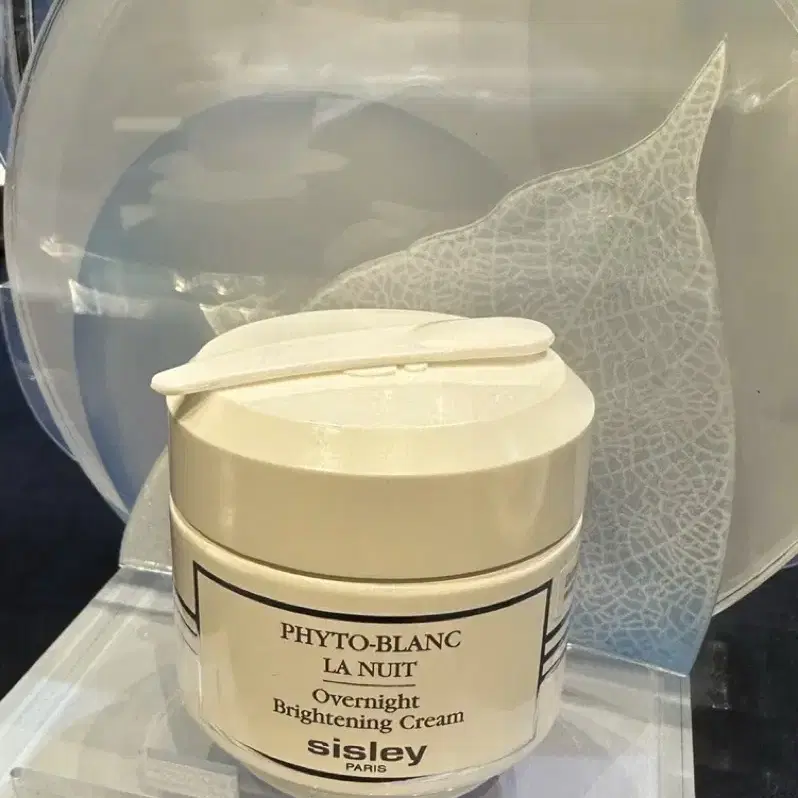 PHYTO-BLANC
LA NUIT
Overnight
Brightening Cream
sisley
PARIS